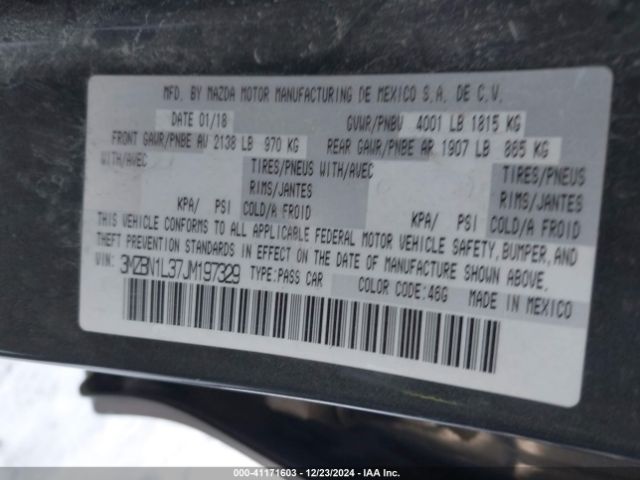 MFD. BY MAZDA MOTOR MANUFACTURING DE MEXICO S.A. DE C.V.
DATE 01/18 GVWR/PNBV 4001 LB 1815 KG
FRONT GAWR/PNBE AV 2138 LB 970 KG REAR GAWR/PNBE AR 1907 LB 865 KG
WITH/AVEC TIRES/PNEUS WITH/AVEC TIRES/PNEUS
RIMS/JANTES RIMS/JANTES
KPA/ PSI COLD/A FROID KPA/ PSI COLD/A FROID
THIS VEHICLE CONFORMS TO ALL APPLICABLE FEDERAL MOTOR VEHICLE SAFETY, BUMPER, AND
THEFT PREVENTION STANDARDS IN EFFECT ON THE DATE OF MANUFACTURE SHOWN ABOVE.
VIN: 3MZBN1L37JM197329 TYPE: PASS CAR COLOR CODE: 46G MADE IN MEXICO
000-41171603 - 12/23/2024 - IAA Inc.